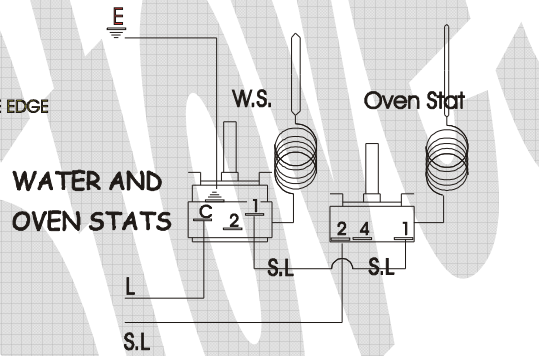 E
W.S.
Oven Stat
EDGE
WATER AND
OVEN STATS
C 2 1
2 4 1
S.L S.L
L
S.L